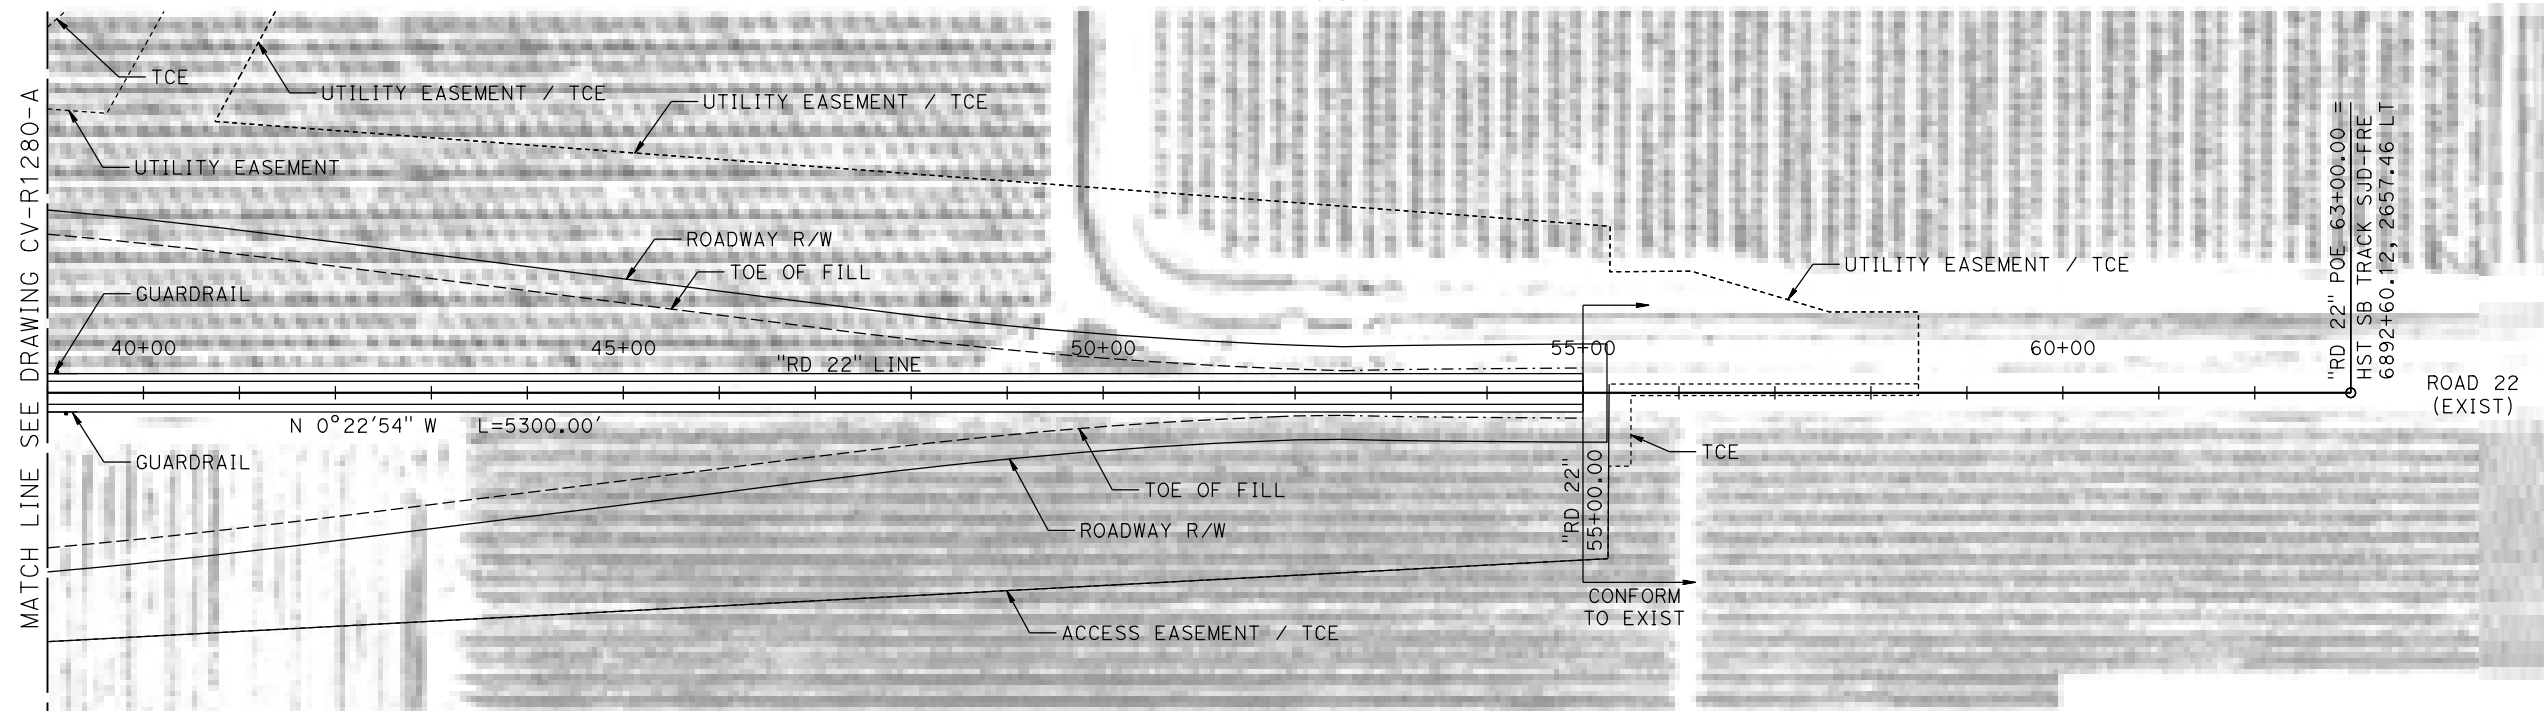 MATCH LINE SEE DRAWING CV-R1280-A
TCE
UTILITY EASEMENT / TCE
UTILITY EASEMENT / TCE
UTILITY EASEMENT
ROADWAY R/W
TOE OF FILL
UTILITY EASEMENT / TCE
GUARDRAIL
40+00
45+00
50+00
55+00
60+00
"RD 22" LINE
N 0°22'54" W
L=5300.00'
GUARDRAIL
TOE OF FILL
ROADWAY R/W
ACCESS EASEMENT / TCE
"RD 22"
55+00.00
TCE
CONFORM
TO EXIST
"RD 22" POE 63+00.00 =
HST SB TRACK SJD-FRE
6892+60.12, 2657.46 LT
ROAD 22
(EXIST)